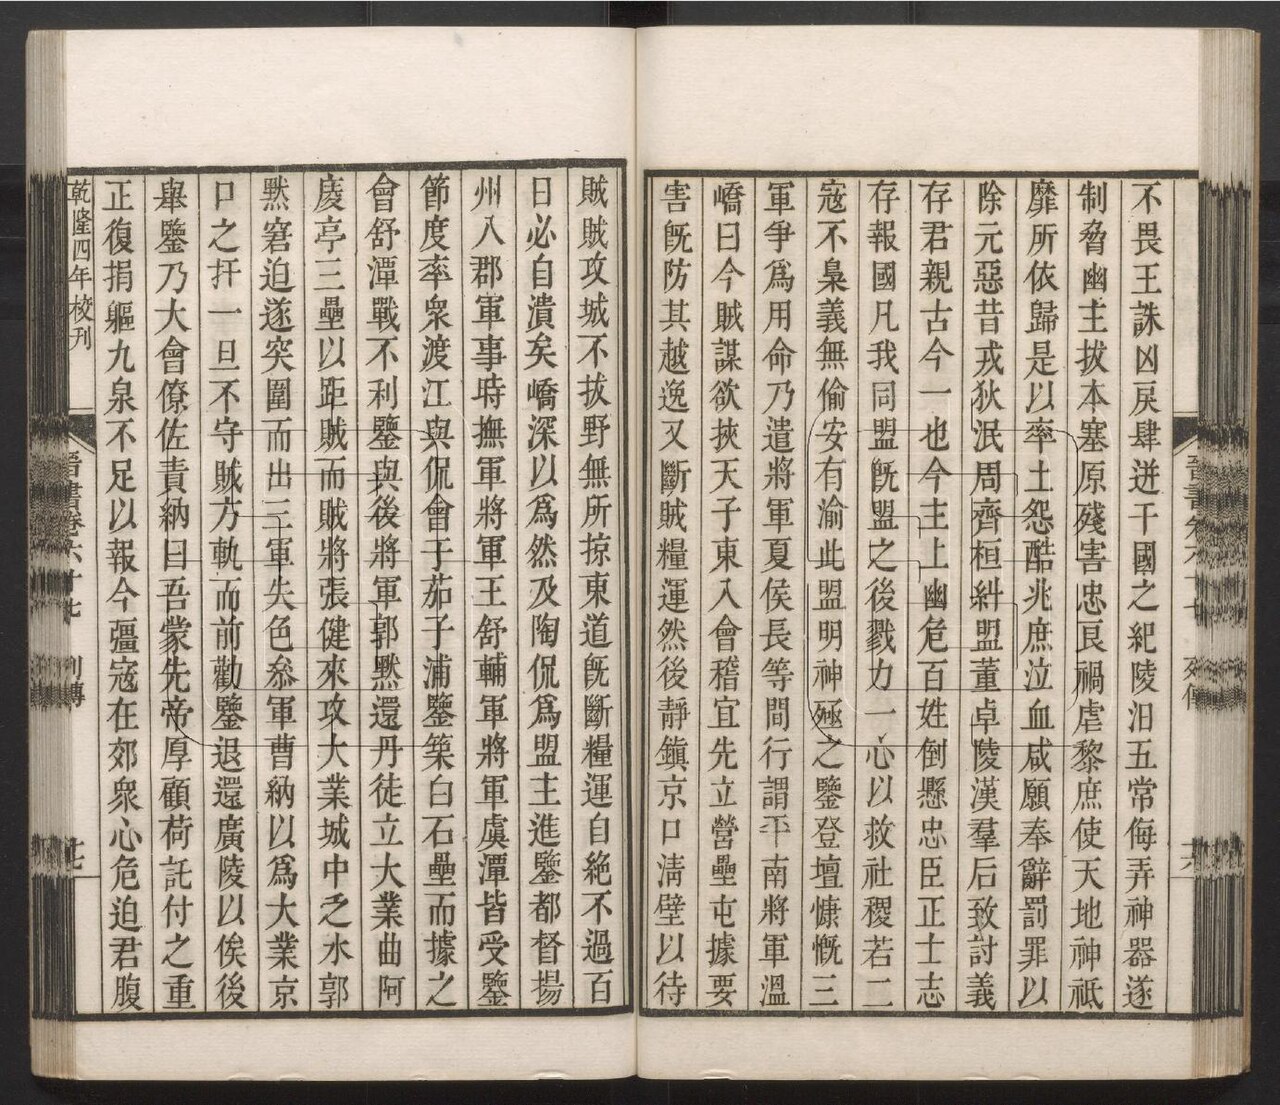 不畏王誅凶戾肆逆干國之紀陵汨五常侮弄神器遂
制脅幽主拔本塞原殘害忠良禍虐黎庶使天地神祇
靡所依歸是以率土怨酷兆庶泣血咸願奉辭罰罪以
除元惡昔戎狄泯周齊桓糾盟董卓陵漢羣后致討義
存君親古今一也今主上幽危百姓倒懸忠臣正士志
存報國凡我同盟旣盟之後戮力一心以救社稷若二
寇不梟義無偷安有渝此盟明神殛之鑒登壇慷慨三
軍爭爲用命乃遣將軍夏侯長等間行謂平南將軍溫
嶠曰今賊謀欲挾天子東入會稽宜先立營壘屯據要
害旣防其越逸又斷賊糧運然後靜鎭京口淸壁以待
賊賊攻城不拔野無所掠東道旣斷糧運自絶不過百
日必自潰矣嶠深以爲然及陶侃爲盟主進鑒都督揚
州八郡軍事時撫軍將軍王舒輔軍將軍虞潭皆受鑒
節度率衆渡江與侃會于茄子浦鑒築白石壘而據之
會舒潭戰不利鑒與後將軍郭黙還丹徒立大業曲阿
庱亭三壘以距賊而賊將張健來攻大業城中乏水郭
黙窘迫遂突圍而出三軍失色叅軍曹納以爲大業京
口之扞一旦不守賊方軌而前勸鑒退還廣陵以俟後
舉鑒乃大會僚佐責納曰吾蒙先帝厚顧荷託付之重
正復捐軀九泉不足以報今彊寇在郊衆心危迫君腹
乾隆四年校刊
晉書卷六十七 列傳
十七